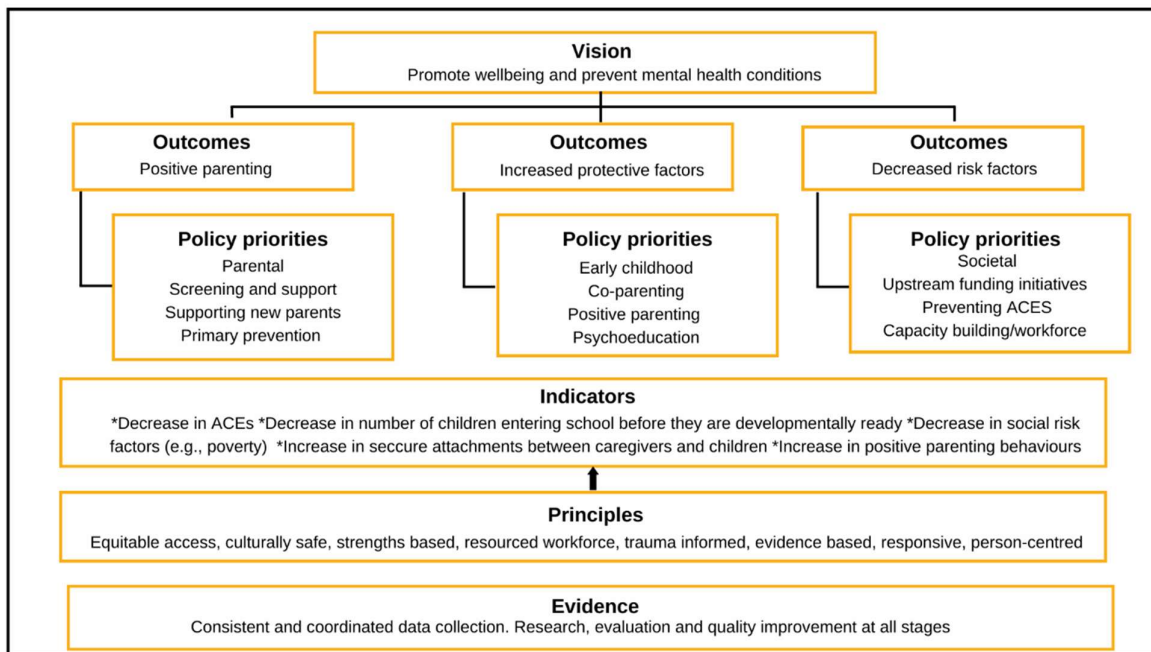 Vision
Promote wellbeing and prevent mental health conditions
Outcomes
Positive parenting
Outcomes
Increased protective factors
Outcomes
Decreased risk factors
Policy priorities
Parental
Screening and support
Supporting new parents
Primary prevention
Policy priorities
Early childhood
Co-parenting
Positive parenting
Psychoeducation
Policy priorities
Societal
Upstream funding initiatives
Preventing ACES
Capacity building/workforce
Indicators
*Decrease in ACEs *Decrease in number of children entering school before they are developmentally ready *Decrease in social risk
factors (e.g., poverty)  *Increase in seccure attachments between caregivers and children *Increase in positive parenting behaviours
Principles
Equitable access, culturally safe, strengths based, resourced workforce, trauma informed, evidence based, responsive, person-centred
Evidence
Consistent and coordinated data collection. Research, evaluation and quality improvement at all stages